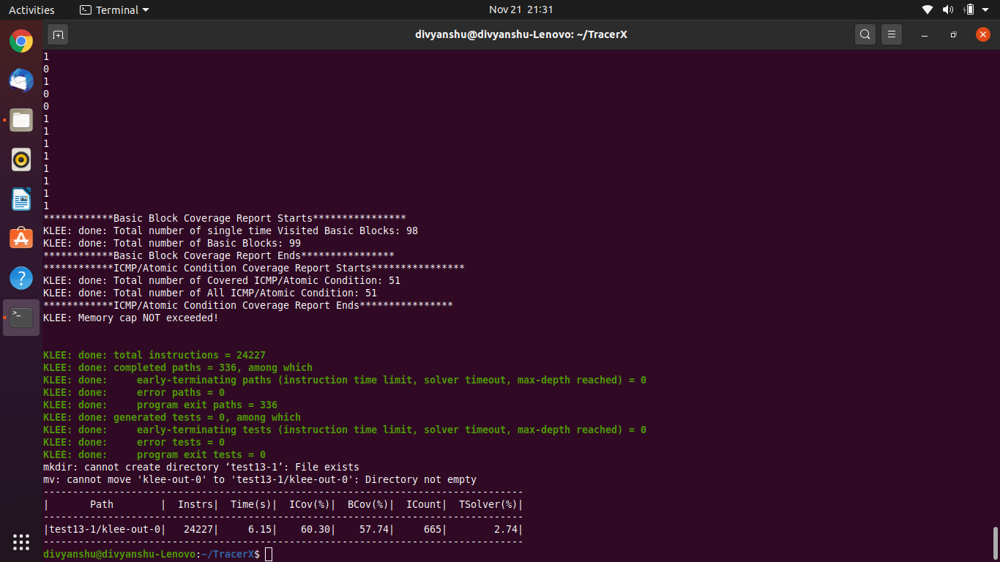 Activities Terminal Nov 21 21:31
divyanshu@divyanshu-Lenovo: ~/TracerX
1
0
1
0
0
1
1
1
1
1
1
1
1
************Basic Block Coverage Report Starts****************
KLEE: done: Total number of single time Visited Basic Blocks: 98
KLEE: done: Total number of Basic Blocks: 99
************Basic Block Coverage Report Ends****************
************ICMP/Atomic Condition Coverage Report Starts****************
KLEE: done: Total number of Covered ICMP/Atomic Condition: 51
KLEE: done: Total number of All ICMP/Atomic Condition: 51
************ICMP/Atomic Condition Coverage Report Ends****************
KLEE: Memory cap NOT exceeded!
KLEE: done: total instructions = 24227
KLEE: done: completed paths = 336, among which
KLEE: done:     early-terminating paths (instruction time limit, solver timeout, max-depth reached) = 0
KLEE: done:     error paths = 0
KLEE: done:     program exit paths = 336
KLEE: done: generated tests = 0, among which
KLEE: done:     early-terminating tests (instruction time limit, solver timeout, max-depth reached) = 0
KLEE: done:     error tests = 0
KLEE: done:     program exit tests = 0
mkdir: cannot create directory ‘test13-1’: File exists
mv: cannot move 'klee-out-0' to 'test13-1/klee-out-0': Directory not empty
----------------------------------------------------------------------------------
|       Path        |  Instrs|  Time(s)|  ICov(%)|  BCov(%)|  ICount|  TSolver(%)|
----------------------------------------------------------------------------------
|test13-1/klee-out-0|   24227|     6.15|    60.30|    57.74|     665|        2.74|
----------------------------------------------------------------------------------
divyanshu@divyanshu-Lenovo:~/TracerX$